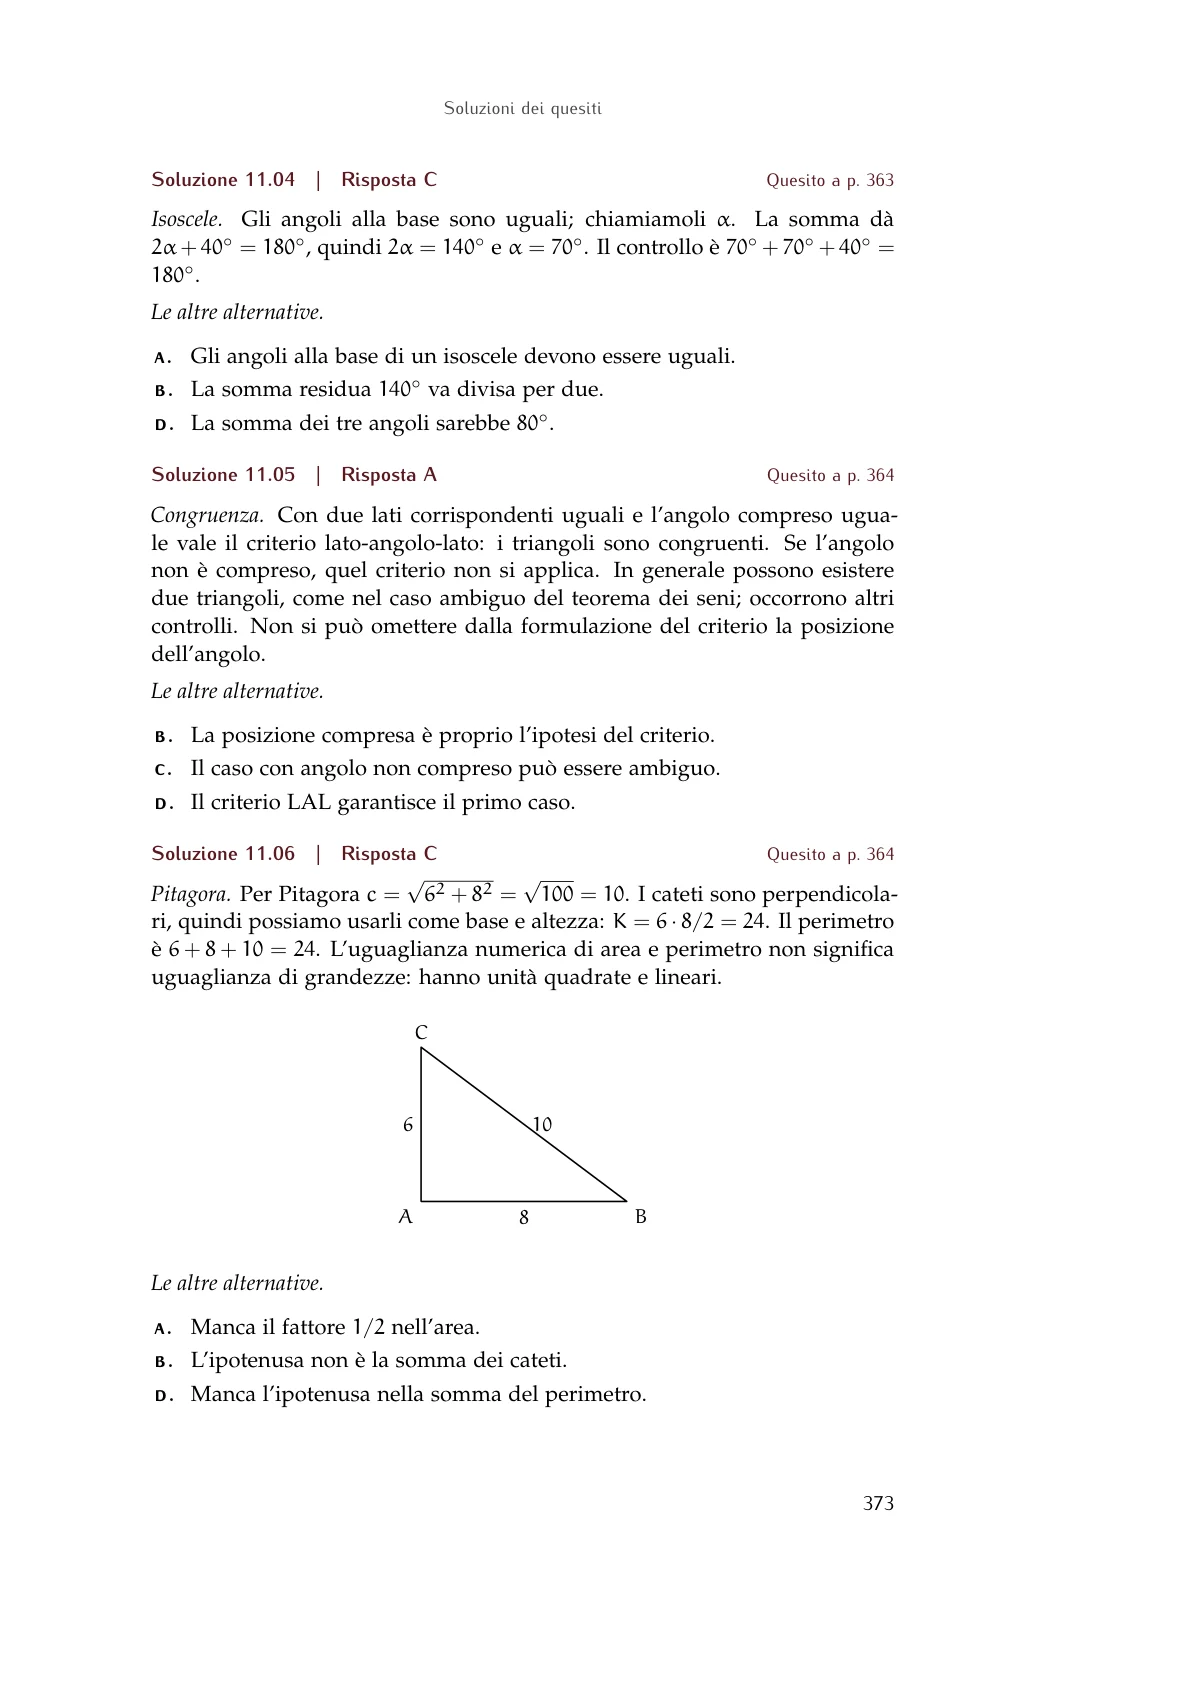 Soluzioni dei quesiti
Soluzione 11.04 | Risposta C Quesito a p. 363
Isoscele. Gli angoli alla base sono uguali; chiamiamoli α. La somma dà
2α + 40° = 180°, quindi 2α = 140° e α = 70°. Il controllo è 70° + 70° + 40° =
180°.
Le altre alternative.
A. Gli angoli alla base di un isoscele devono essere uguali.
B. La somma residua 140° va divisa per due.
D. La somma dei tre angoli sarebbe 80°.
Soluzione 11.05 | Risposta A Quesito a p. 364
Congruenza. Con due lati corrispondenti uguali e l'angolo compreso ugua-
le vale il criterio lato-angolo-lato: i triangoli sono congruenti. Se l'angolo
non è compreso, quel criterio non si applica. In generale possono esistere
due triangoli, come nel caso ambiguo del teorema dei seni; occorrono altri
controlli. Non si può omettere dalla formulazione del criterio la posizione
dell'angolo.
Le altre alternative.
B. La posizione compresa è proprio l'ipotesi del criterio.
C. Il caso con angolo non compreso può essere ambiguo.
D. Il criterio LAL garantisce il primo caso.
Soluzione 11.06 | Risposta C Quesito a p. 364
Pitagora. Per Pitagora c = √6² + 8² = √100 = 10. I cateti sono perpendicola-
ri, quindi possiamo usarli come base e altezza: K = 6 · 8/2 = 24. Il perimetro
è 6 + 8 + 10 = 24. L'uguaglianza numerica di area e perimetro non significa
uguaglianza di grandezze: hanno unità quadrate e lineari.
C
6 10
A 8 B
Le altre alternative.
A. Manca il fattore 1/2 nell'area.
B. L'ipotenusa non è la somma dei cateti.
D. Manca l'ipotenusa nella somma del perimetro.
373